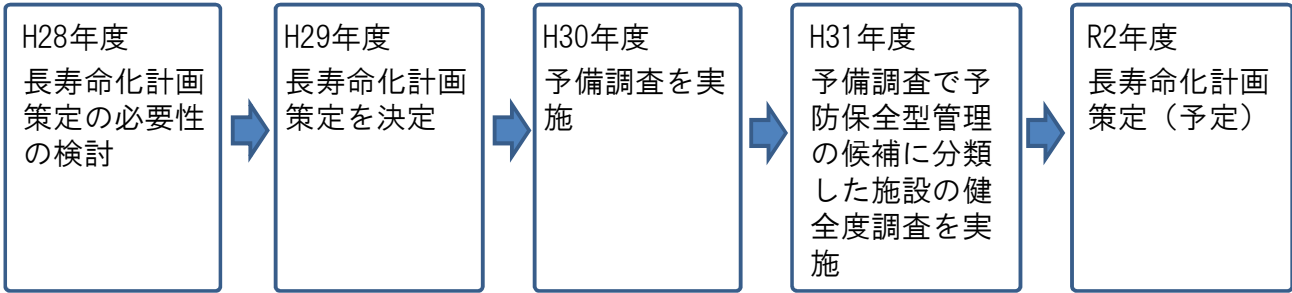 H28年度
長寿命化計画
策定の必要性
の検討
H29年度
長寿命化計画
策定を決定
H30年度
予備調査を実
施
H31年度
予備調査で予
防保全型管理
の候補に分類
した施設の健
全度調査を実
施
R2年度
長寿命化計画
策定（予定）